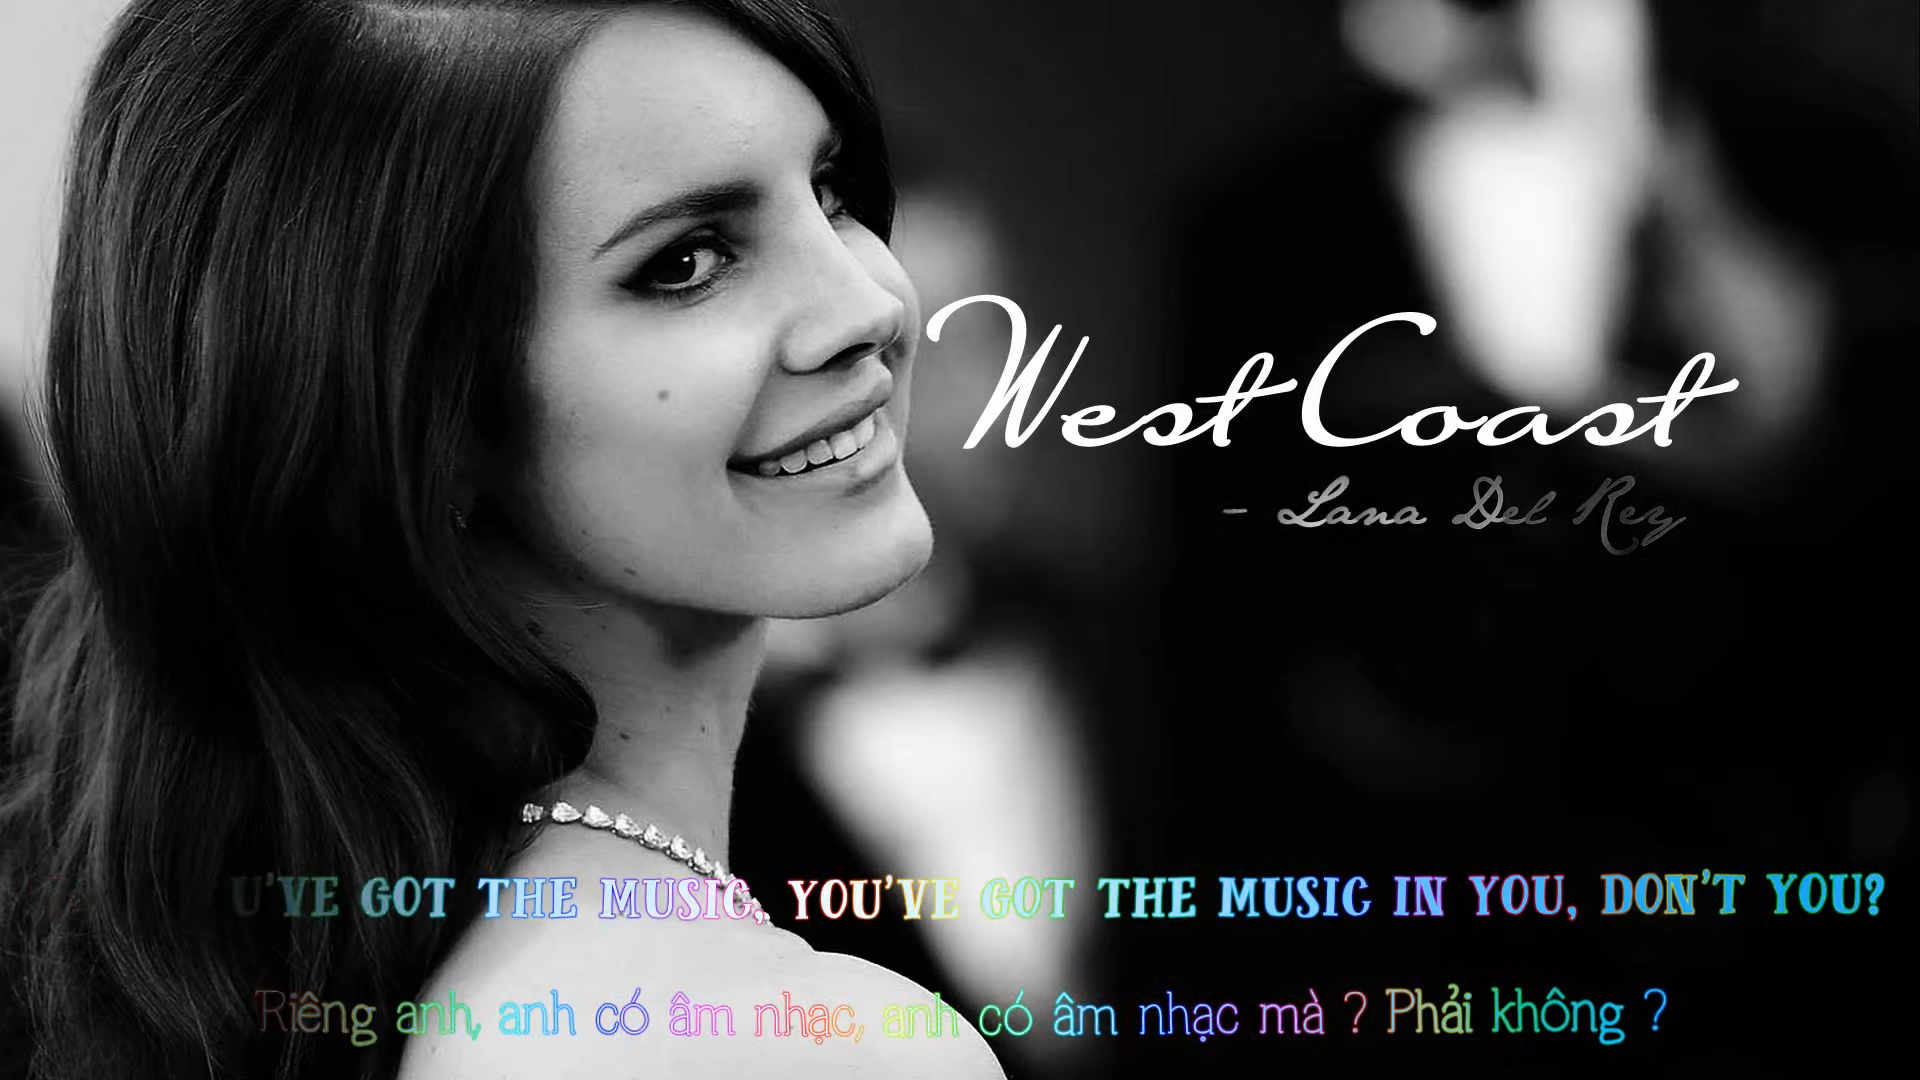 West Coast
- Lana Del Rey
U'VE GOT THE MUSIC, YOU'VE GOT THE MUSIC IN YOU, DON'T YOU?
Riêng anh, anh có âm nhạc, anh có âm nhạc mà ? Phải không ?